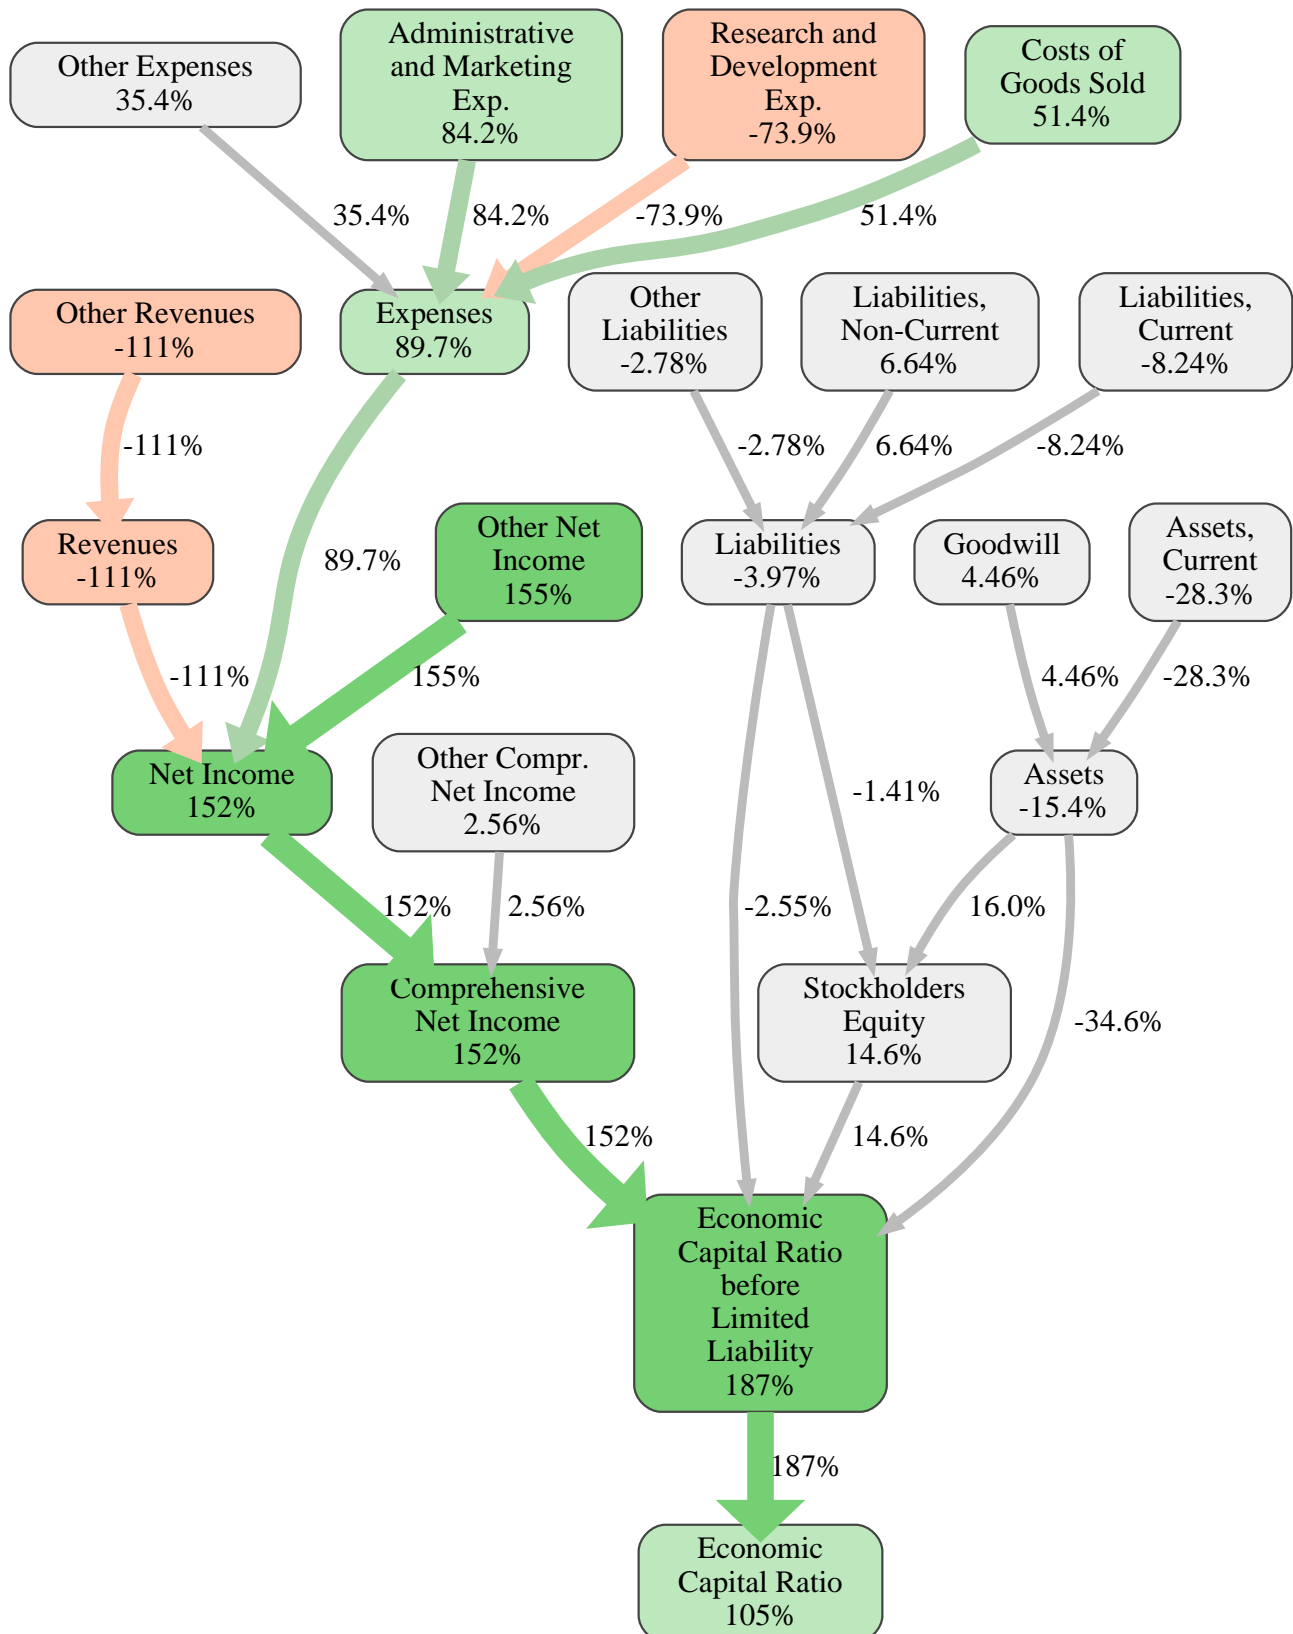 Other Expenses
35.4%
Administrative
and Marketing
Exp.
84.2%
Research and
Development
Exp.
-73.9%
Costs of
Goods Sold
51.4%
35.4%
84.2%
-73.9%
51.4%
Other Revenues
-111%
Expenses
89.7%
Other
Liabilities
-2.78%
Liabilities,
Non-Current
6.64%
Liabilities,
Current
-8.24%
-111%
-2.78%
6.64%
-8.24%
Revenues
-111%
89.7%
Other Net
Income
155%
Liabilities
-3.97%
Goodwill
4.46%
Assets,
Current
-28.3%
-111%
155%
4.46%
-28.3%
Net Income
152%
Other Compr.
Net Income
2.56%
-1.41%
Assets
-15.4%
152%
2.56%
-2.55%
16.0%
Comprehensive
Net Income
152%
Stockholders
Equity
14.6%
-34.6%
152%
14.6%
Economic
Capital Ratio
before
Limited
Liability
187%
187%
Economic
Capital Ratio
105%